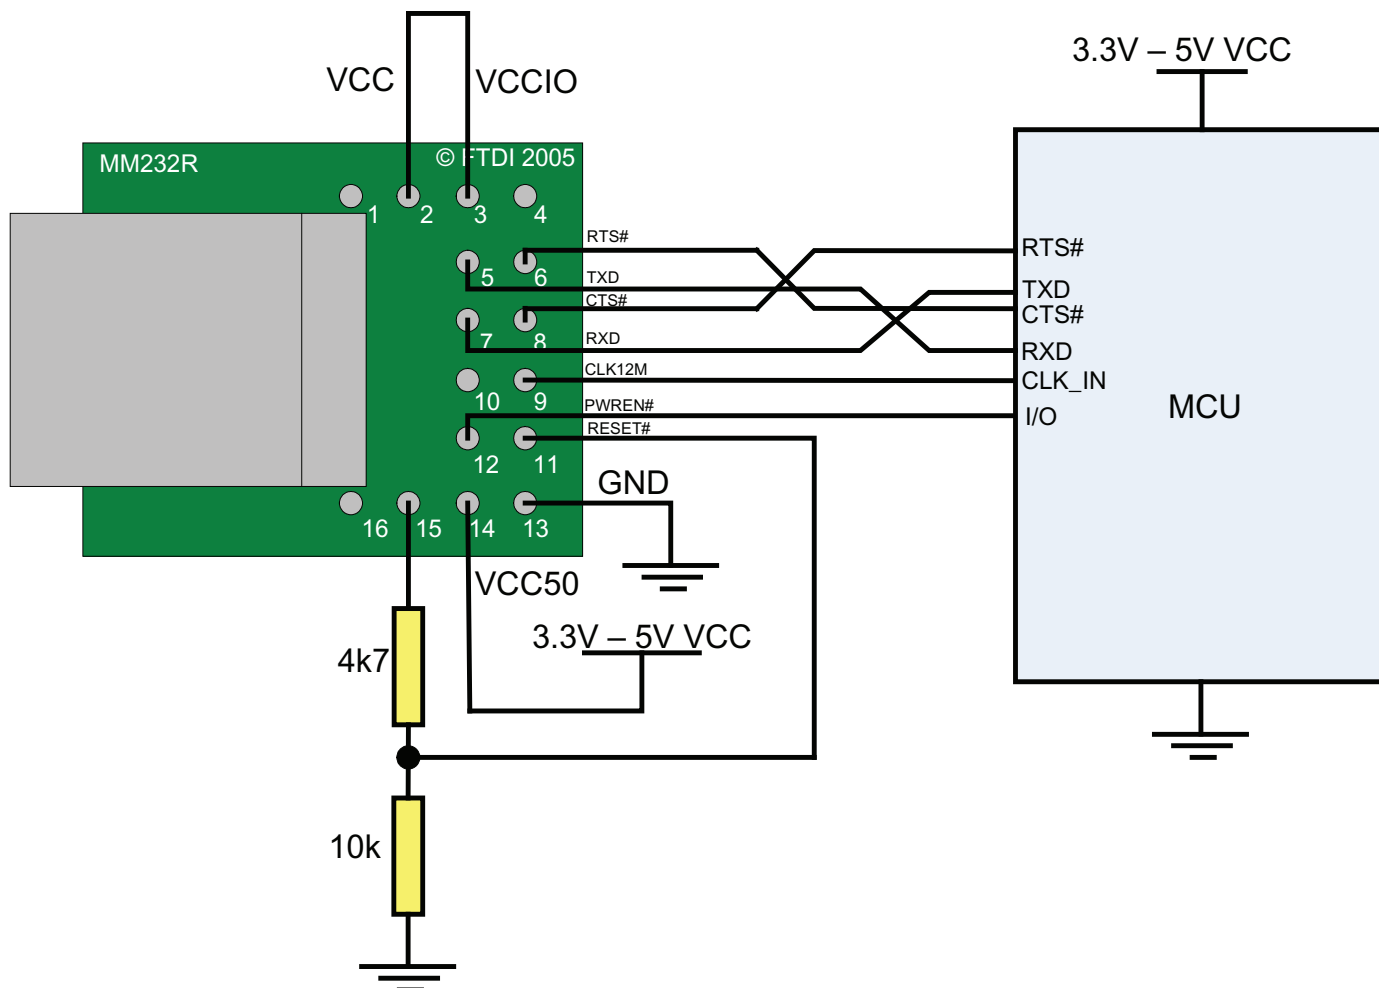 3.3V – 5V VCC
VCC
VCCIO
MM232R
© FTDI 2005
1
2
3
4
RTS#
RTS#
5
6
TXD
TXD
CTS#
CTS#
7
8
RXD
RXD
CLK12M
CLK_IN
10
9
PWREN#
I/O
MCU
RESET#
12
11
GND
16
15
14
13
VCC50
3.3V – 5V VCC
4k7
10k